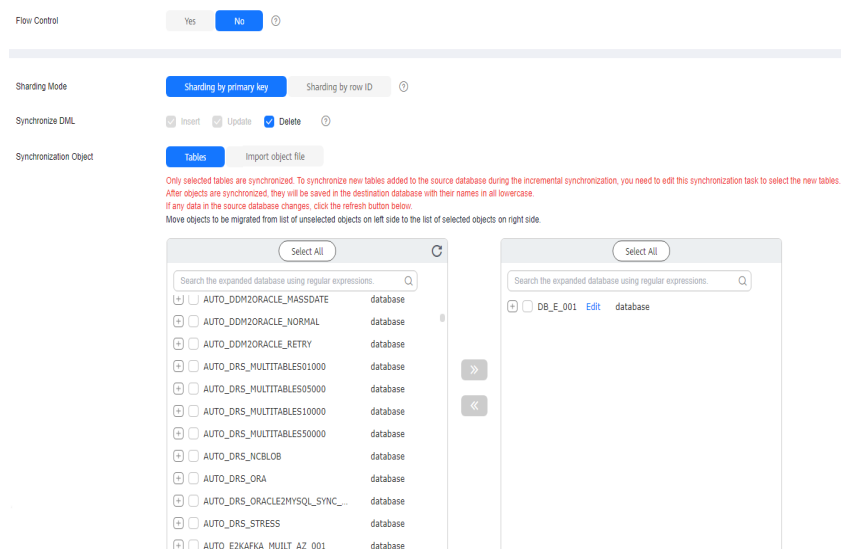 Flow Control Yes No ?
Sharding Mode Sharding by primary key Sharding by row ID ?
Synchronize DML Insert Update Delete ?
Synchronization Object Tables Import object file
Only selected tables are synchronized. To synchronize new tables added to the source database during the incremental synchronization, you need to edit this synchronization task to select the new tables.
After objects are synchronized, they will be saved in the destination database with their names in all lowercase.
If any data in the source database changes, click the refresh button below.
Move objects to be migrated from list of unselected objects on left side to the list of selected objects on right side.
Select All
Search the expanded database using regular expressions.
AUTO_DDM2ORACLE_MASSDATE database
AUTO_DDM2ORACLE_NORMAL database
AUTO_DDM2ORACLE_RETRY database
AUTO_DRS_MULTITABLES01000 database
AUTO_DRS_MULTITABLES05000 database
AUTO_DRS_MULTITABLES10000 database
AUTO_DRS_MULTITABLES50000 database
AUTO_DRS_NCBLOB database
AUTO_DRS_ORA database
AUTO_DRS_ORACLE2MYSQL_SYNC_... database
AUTO_DRS_STRESS database
AUTO_E2KAFKA_MUILT_AZ_001 database
Select All
Search the expanded database using regular expressions.
DB_E_001 Edit database